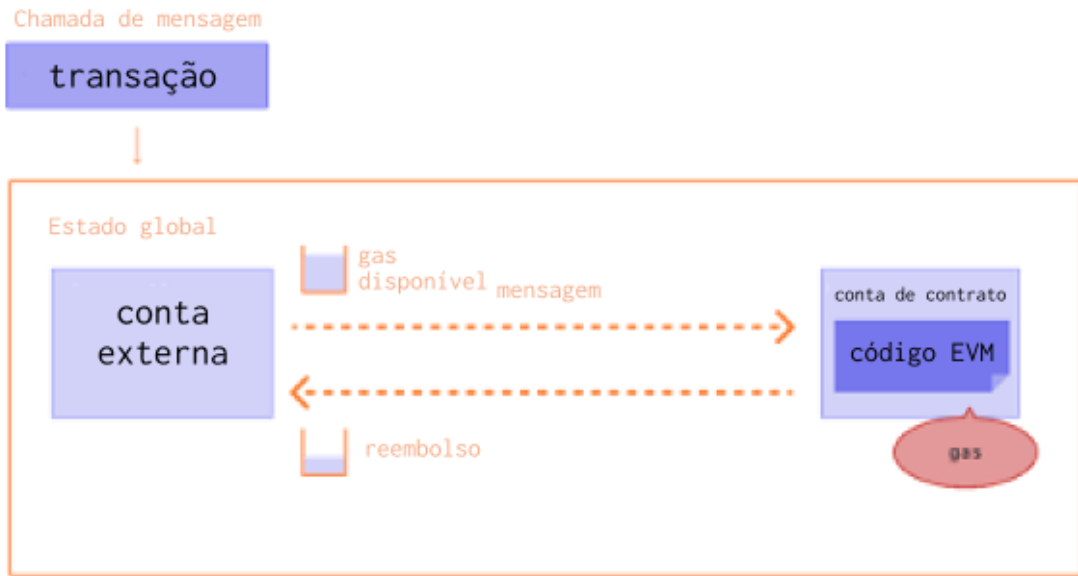 Chamada de mensagem
transação
Estado global
conta
externa
gas
disponível
mensagem
conta de contrato
código EVM
gas
reembolso